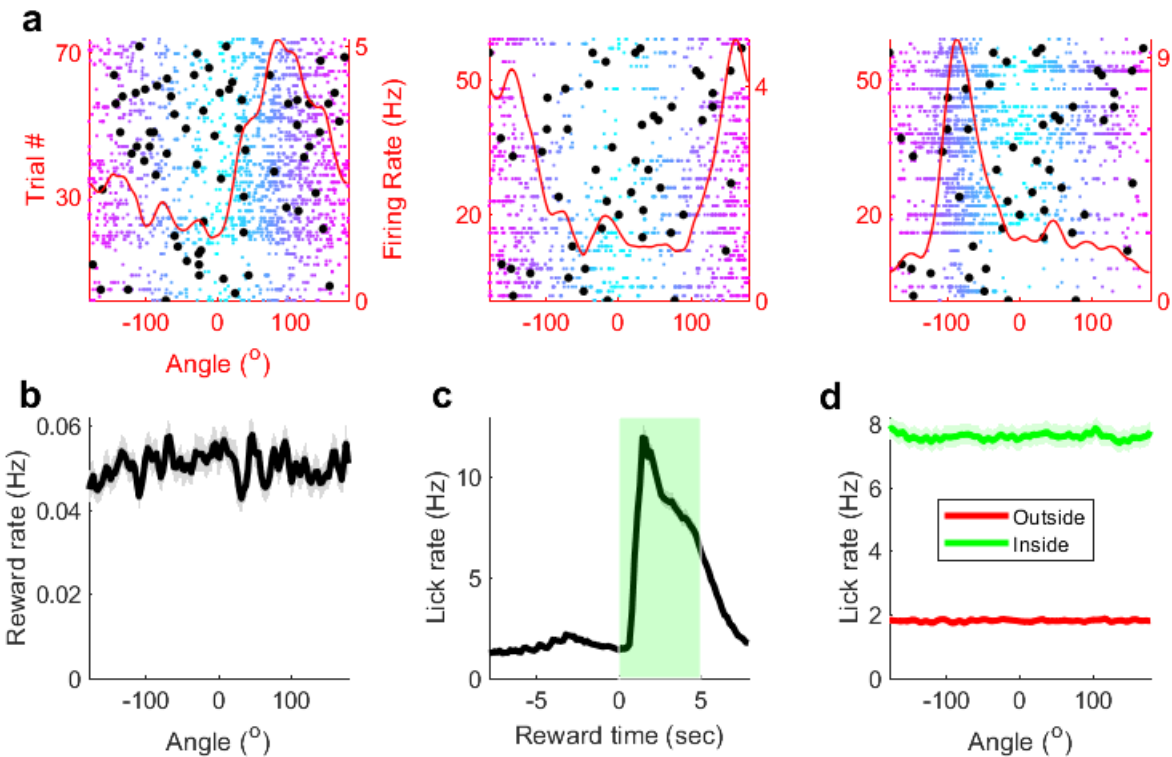 a
70
30
Trial #
-100 0 100
Angle (°)
5
0
Firing Rate (Hz)
50
20
-100 0 100
4
0
50
20
-100 0 100
9
0
b
0.06
0.04
0.02
0
Reward rate (Hz)
-100 0 100
Angle (°)
c
10
5
0
Lick rate (Hz)
-5 0 5
Reward time (sec)
d
8
6
4
2
0
Lick rate (Hz)
Outside
Inside
-100 0 100
Angle (°)